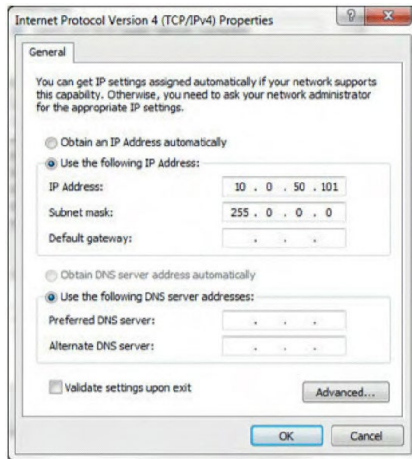 Internet Protocol Version 4 (TCP/IPv4) Properties
General
You can get IP settings assigned automatically if your network supports
this capability. Otherwise, you need to ask your network administrator
for the appropriate IP settings.
Obtain an IP Address automatically
Use the following IP Address:
IP Address: 10 . 0 . 50 . 101
Subnet mask: 255 . 0 . 0 . 0
Default gateway: . . .
Obtain DNS server address automatically
Use the following DNS server addresses:
Preferred DNS server: . . .
Alternate DNS server: . . .
Validate settings upon exit
Advanced...
OK Cancel